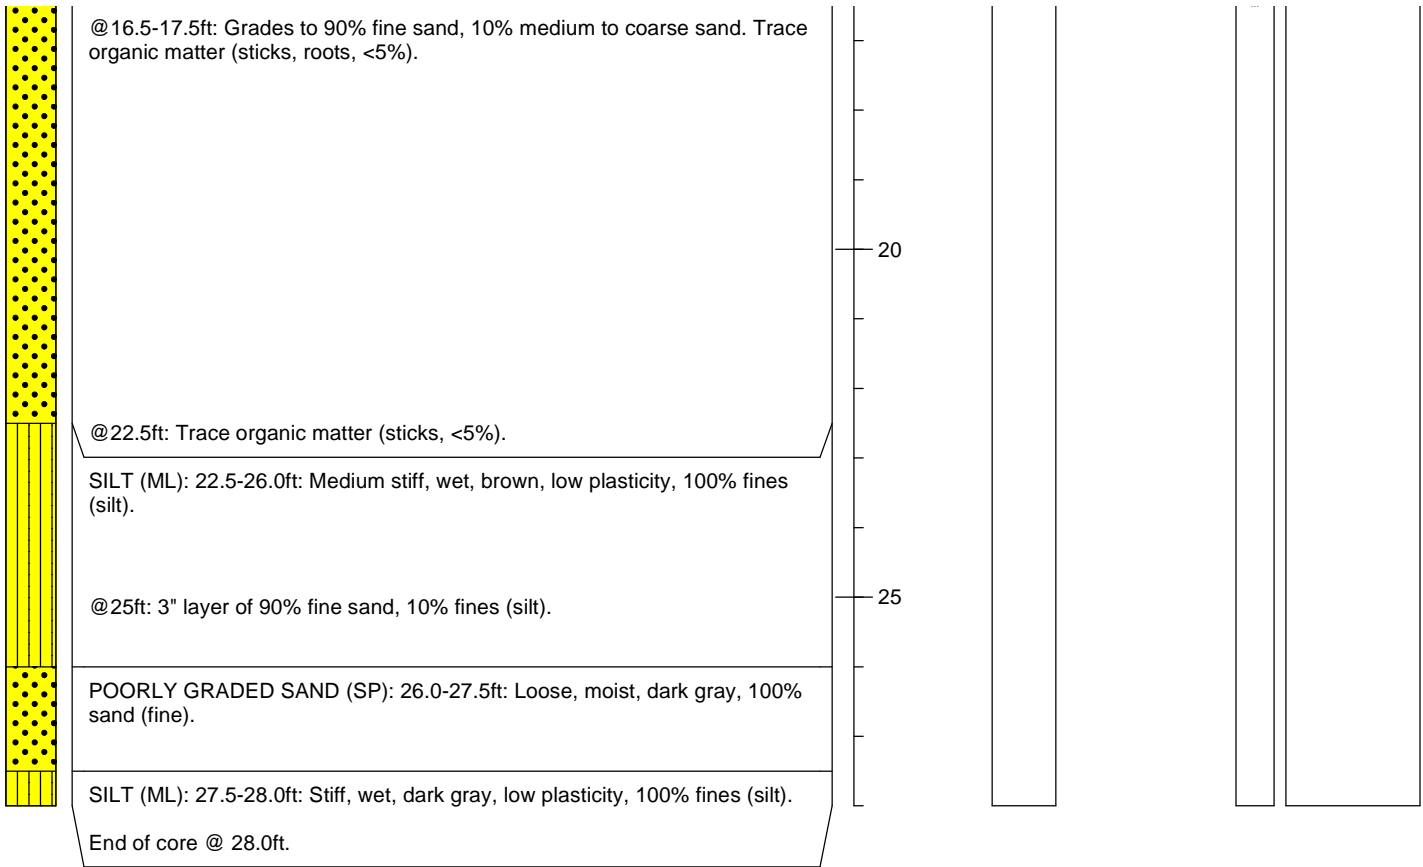 @16.5-17.5ft: Grades to 90% fine sand, 10% medium to coarse sand. Trace
organic matter (sticks, roots, <5%).
20
@22.5ft: Trace organic matter (sticks, <5%).
SILT (ML): 22.5-26.0ft: Medium stiff, wet, brown, low plasticity, 100% fines
(silt).
@25ft: 3" layer of 90% fine sand, 10% fines (silt).
25
POORLY GRADED SAND (SP): 26.0-27.5ft: Loose, moist, dark gray, 100%
sand (fine).
SILT (ML): 27.5-28.0ft: Stiff, wet, dark gray, low plasticity, 100% fines (silt).
End of core @ 28.0ft.